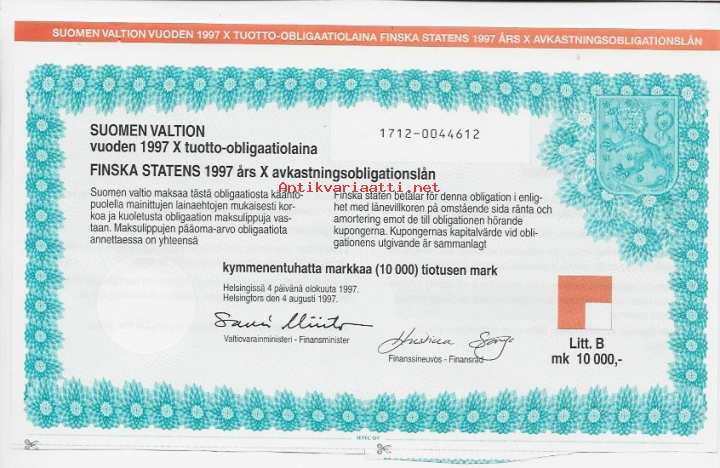 SUOMEN VALTION VUODEN 1997 X TUOTTO-OBLIGAATIOLAINA FINSKA STATENS 1997 ÅRS X AVKASTNINGSOBLIGATIONSLÅN
SUOMEN VALTION
vuoden 1997 X tuotto-obligaatiolaina
1712-0044612
FINSKA STATENS 1997 års X avkastningsobligationslån
Antikvariaatti.net
Suomen valtio maksaa tästä obligaatiosta kääntö-
puolella mainittujen lainaehtojen mukaisesti kor-
koa ja kuoletusta obligaation maksulippuja vas-
taan. Maksulippujen pääoma-arvo obligaatiota
annettaessa on yhteensä
Finska staten betalar för denna obligation i enlig-
het med lånevillkoren på omstående sida ränta och
amortering emot de till obligationen hörande
kupongerna. Kupongernas kapitalvärde vid obli-
gationens utgivande är sammanlagt
kymmenentuhatta markkaa (10 000) tiotusen mark
Helsingissä 4 päivänä elokuuta 1997.
Helsingfors den 4 augusti 1997.
Valtiovarainministeri - Finansminister
Finanssineuvos - Finansråd
Litt. B
mk 10 000,-